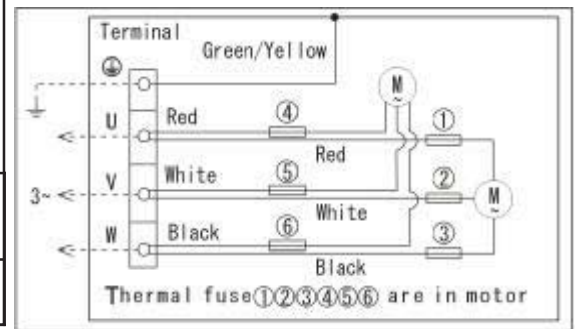 Terminal
Green/Yellow
M
~
U
Red
④
①
Red
3~
V
White
⑤
②
White
M
~
W
Black
⑥
③
Black
Thermal fuse①②③④⑤⑥ are in motor